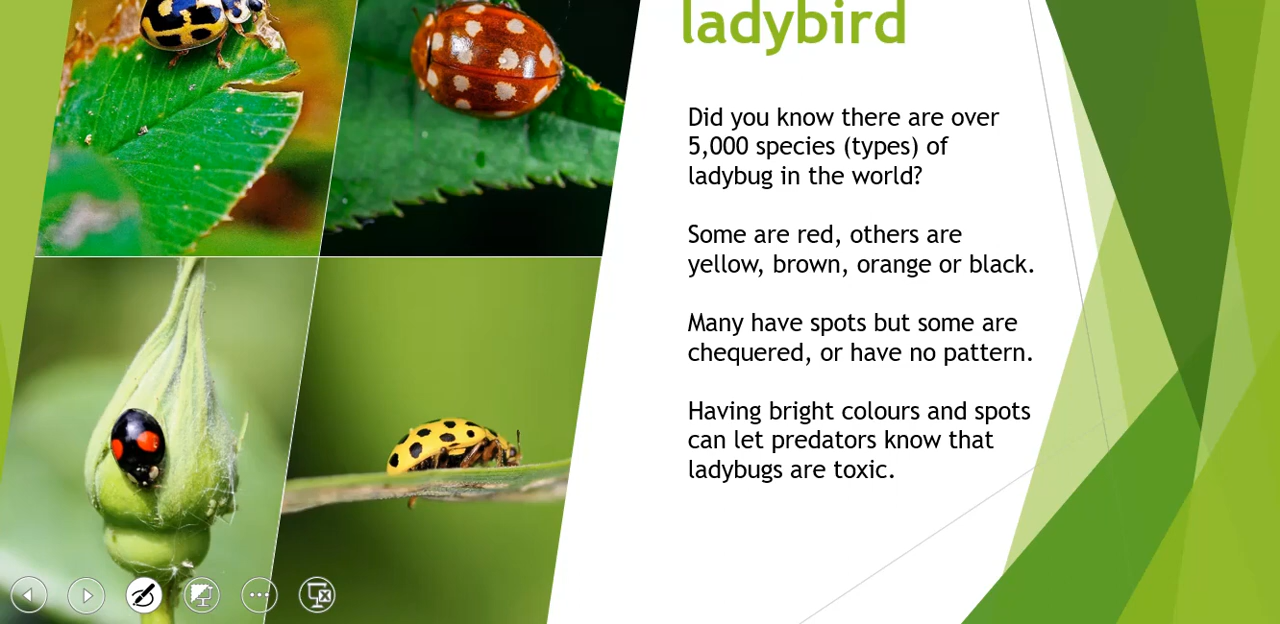 ladybird
Did you know there are over
5,000 species (types) of
ladybug in the world?
Some are red, others are
yellow, brown, orange or black.
Many have spots but some are
chequered, or have no pattern.
Having bright colours and spots
can let predators know that
ladybugs are toxic.